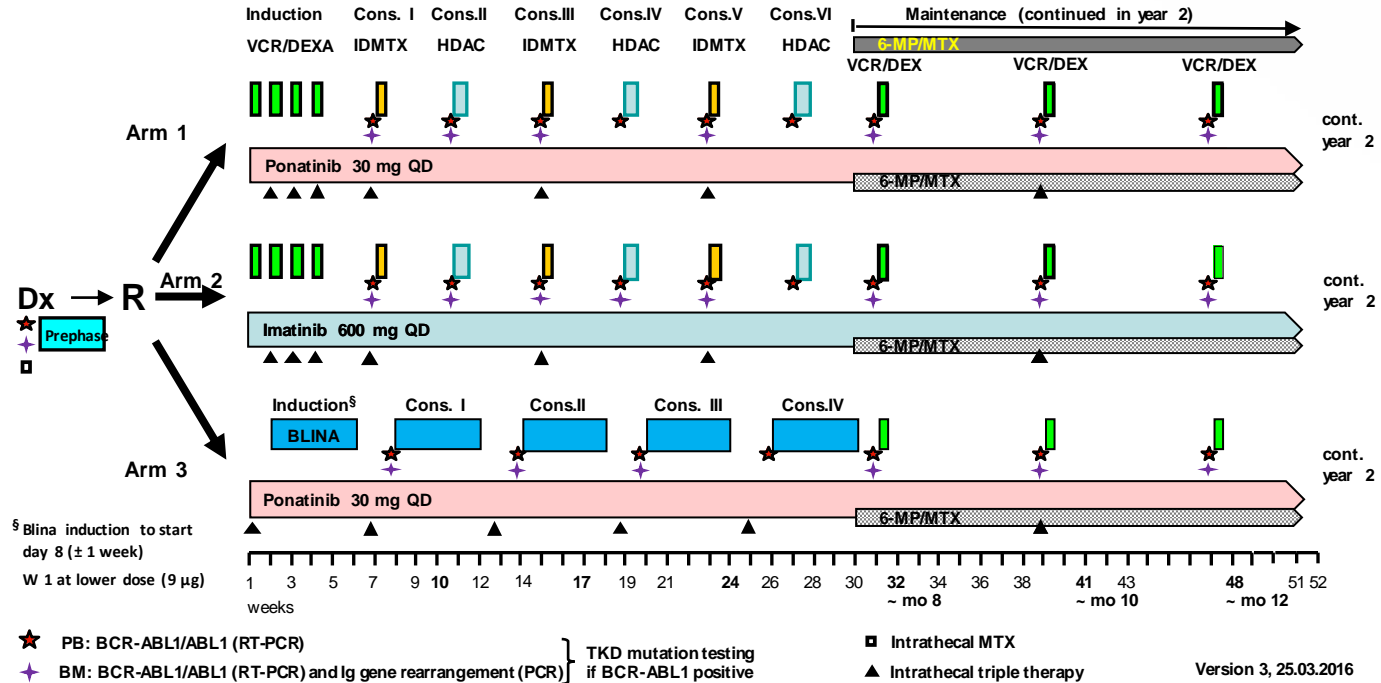 Induction Cons. I Cons.II Cons.III Cons.IV Cons.V Cons.VI Maintenance (continued in year 2)
VCR/DEXA IDMTX HDAC IDMTX HDAC IDMTX HDAC 6-MP/MTX
VCR/DEX VCR/DEX VCR/DEX
Arm 1
cont.
year 2
Ponatinib 30 mg QD
6-MP/MTX
Arm 2
Dx R
Prephase
cont.
year 2
Imatinib 600 mg QD
6-MP/MTX
Induction§ Cons. I Cons.II Cons. III Cons.IV
BLINA
Arm 3
cont.
year 2
Ponatinib 30 mg QD
6-MP/MTX
§ Blina induction to start
day 8 (± 1 week)
W 1 at lower dose (9 µg)
1 3 5 7 9 10 12 14 17 19 21 24 26 28 30 32 34 36 38 41 43 48 51 52
~ mo 8 ~ mo 10 ~ mo 12
weeks
PB: BCR-ABL1/ABL1 (RT-PCR)
BM: BCR-ABL1/ABL1 (RT-PCR) and Ig gene rearrangement (PCR)
TKD mutation testing
if BCR-ABL1 positive
Intrathecal MTX
Intrathecal triple therapy
Version 3, 25.03.2016